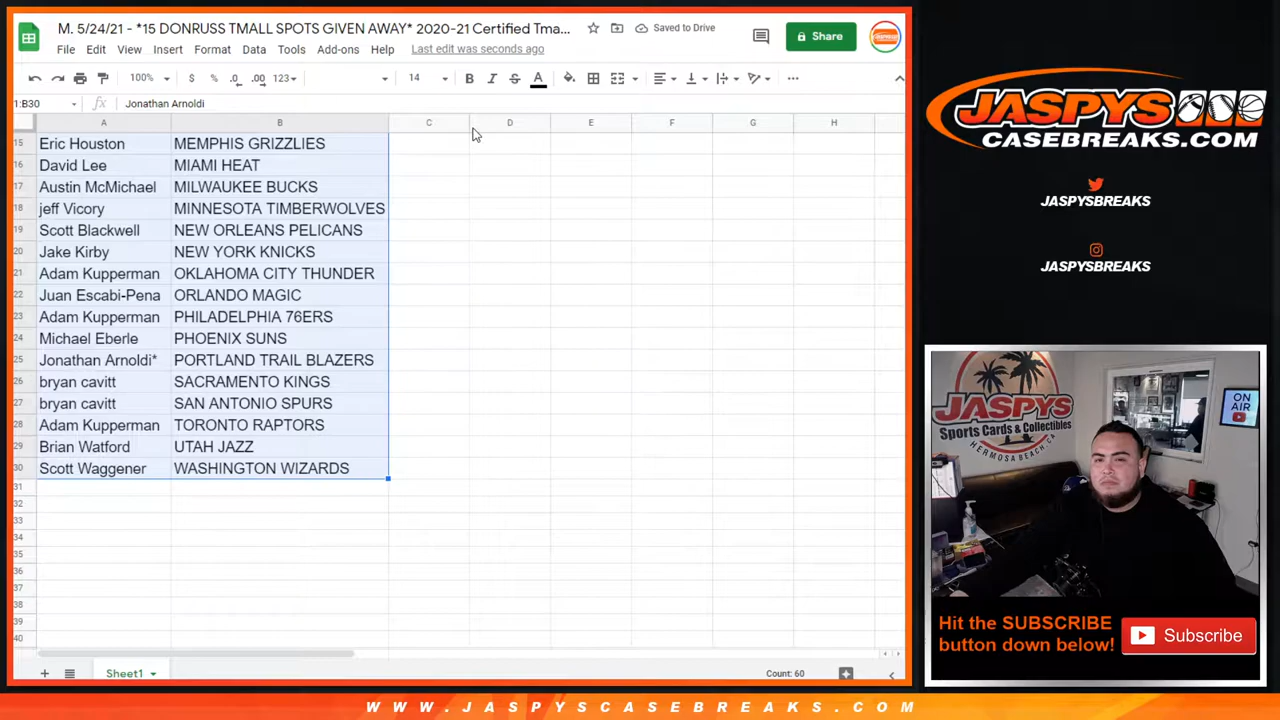 M. 5/24/21 - *15 DONRUSS TMALL SPOTS GIVEN AWAY* 2020-21 Certified Tma...
Saved to Drive
Share
File Edit View Insert Format Data Tools Add-ons Help Last edit was seconds ago
100% $ % .0 .00 123 14 B I S A
1:B30 fx Jonathan Arnoldi
A B C D E F G H
15 Eric Houston MEMPHIS GRIZZLIES
16 David Lee MIAMI HEAT
17 Austin McMichael MILWAUKEE BUCKS
18 jeff Vicory MINNESOTA TIMBERWOLVES
19 Scott Blackwell NEW ORLEANS PELICANS
20 Jake Kirby NEW YORK KNICKS
21 Adam Kupperman OKLAHOMA CITY THUNDER
22 Juan Escabi-Pena ORLANDO MAGIC
23 Adam Kupperman PHILADELPHIA 76ERS
24 Michael Eberle PHOENIX SUNS
25 Jonathan Arnoldi* PORTLAND TRAIL BLAZERS
26 bryan cavitt SACRAMENTO KINGS
27 bryan cavitt SAN ANTONIO SPURS
28 Adam Kupperman TORONTO RAPTORS
29 Brian Watford UTAH JAZZ
30 Scott Waggener WASHINGTON WIZARDS
31
32
33
34
35
36
37
38
39
40
Sheet1
Count: 60
JASPYS
CASEBREAKS.COM
JASPYSBREAKS
JASPYSBREAKS
JASPYS
Sports Cards & Collectibles
HERMOSA BEACH, CA
ON
AIR
Hit the SUBSCRIBE
button down below!
Subscribe
WWW.JASPYSCASEBREAKS.COM